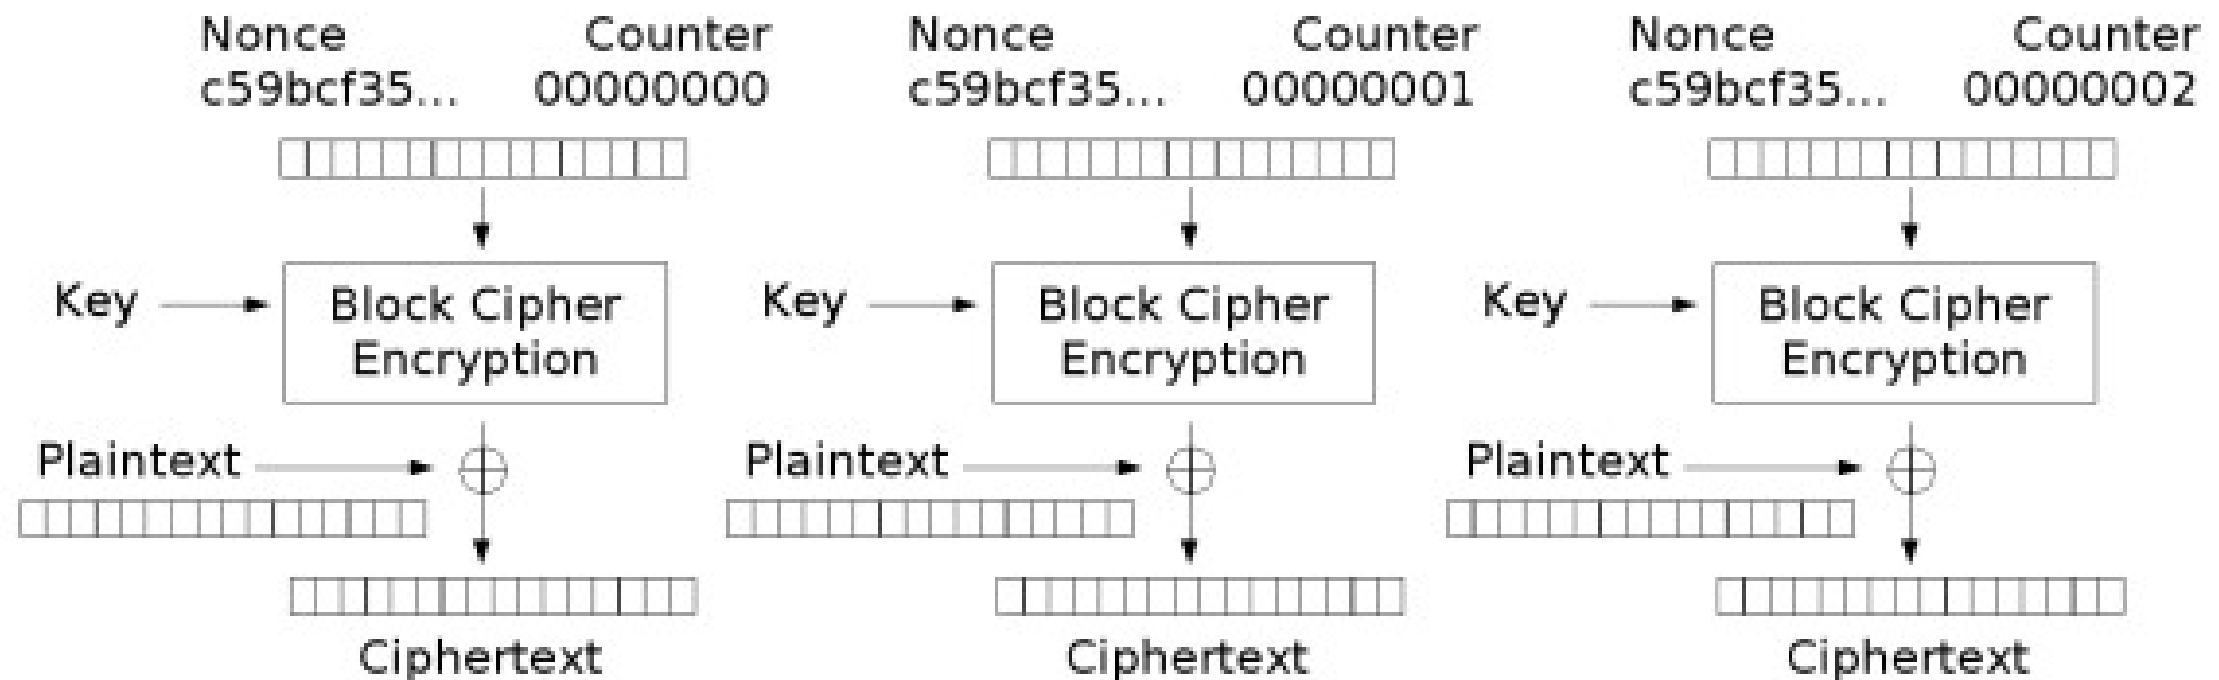 Nonce Counter Nonce Counter Nonce Counter
c59bcf35... 00000000 c59bcf35... 00000001 c59bcf35... 00000002
Key Block Cipher Key Block Cipher Key Block Cipher
Encryption Encryption Encryption
Plaintext Plaintext Plaintext
Ciphertext Ciphertext Ciphertext